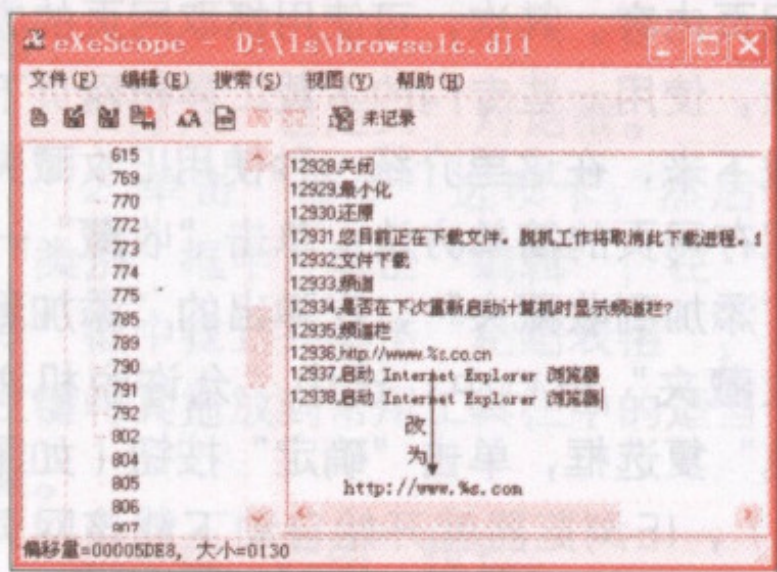 eXeScope - D:\ls\browselc.dll
文件(F) 编辑(E) 搜索(S) 视图(V) 帮助(H)
未记录
615
769
770
772
773
774
775
785
789
790
791
792
802
804
805
806
807
12928,关闭
12929,最小化
12930,还原
12931,您目前正在下载文件。脱机工作将取消此下载进程。
12932,文件下载
12933,频道
12934,是否在下次重新启动计算机时显示频道栏?
12935,频道栏
12936,http://www.%s.co.cn
12937,启动 Internet Explorer 浏览器
12938,启动 Internet Explorer 浏览器
改
为
http://www.%s.com
偏移量=00005DE8, 大小=0130